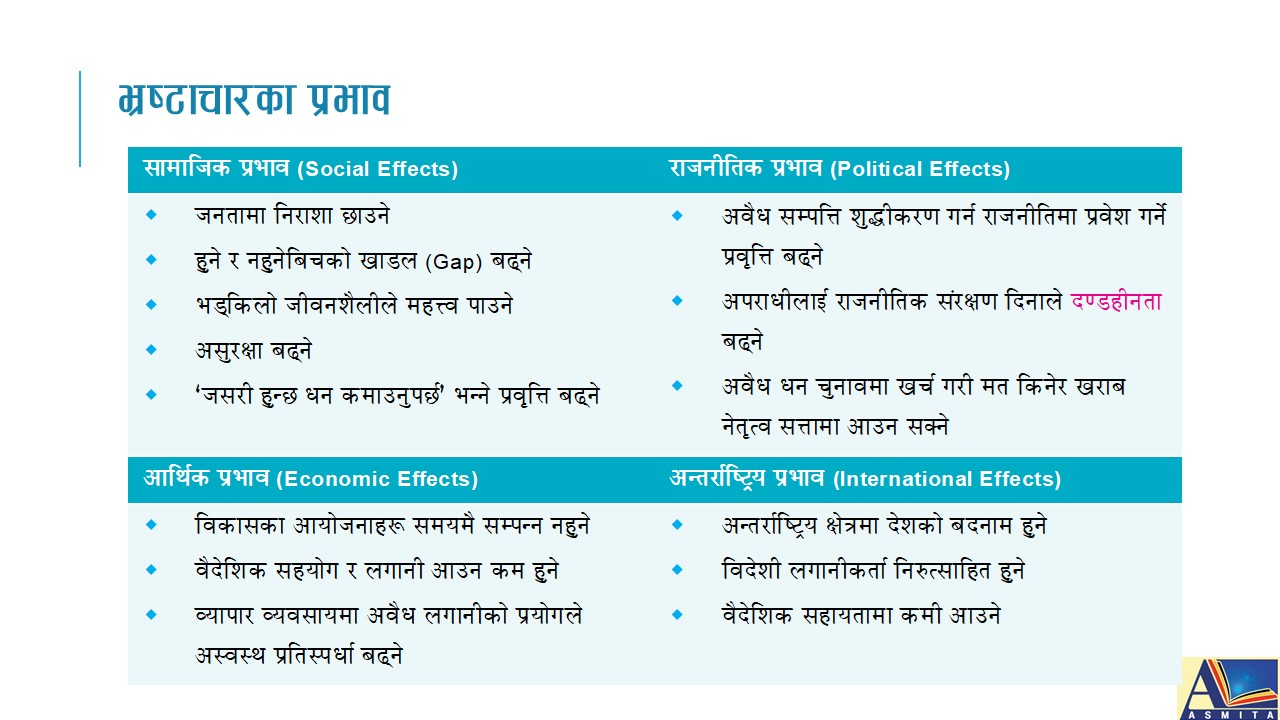 भ्रष्टाचारका प्रभाव
सामाजिक प्रभाव (Social Effects)
जनतामा निराशा छाउने
हुने र नहुनेबिचको खाडल (Gap) बढ्ने
भड्किलो जीवनशैलीले महत्त्व पाउने
असुरक्षा बढ्ने
‘जसरी हुन्छ धन कमाउनुपर्छ’ भन्ने प्रवृत्ति बढ्ने
राजनीतिक प्रभाव (Political Effects)
अवैध सम्पत्ति शुद्धीकरण गर्न राजनीतिमा प्रवेश गर्ने
प्रवृत्ति बढ्ने
अपराधीलाई राजनीतिक संरक्षण दिनाले दण्डहीनता
बढ्ने
अवैध धन चुनावमा खर्च गरी मत किनेर खराब
नेतृत्व सत्तामा आउन सक्ने
आर्थिक प्रभाव (Economic Effects)
विकासका आयोजनाहरू समयमै सम्पन्न नहुने
वैदेशिक सहयोग र लगानी आउन कम हुने
व्यापार व्यवसायमा अवैध लगानीको प्रयोगले
अस्वस्थ प्रतिस्पर्धा बढ्ने
अन्तर्राष्ट्रिय प्रभाव (International Effects)
अन्तर्राष्ट्रिय क्षेत्रमा देशको बदनाम हुने
विदेशी लगानीकर्ता निरुत्साहित हुने
वैदेशिक सहायतामा कमी आउने
ASMITA